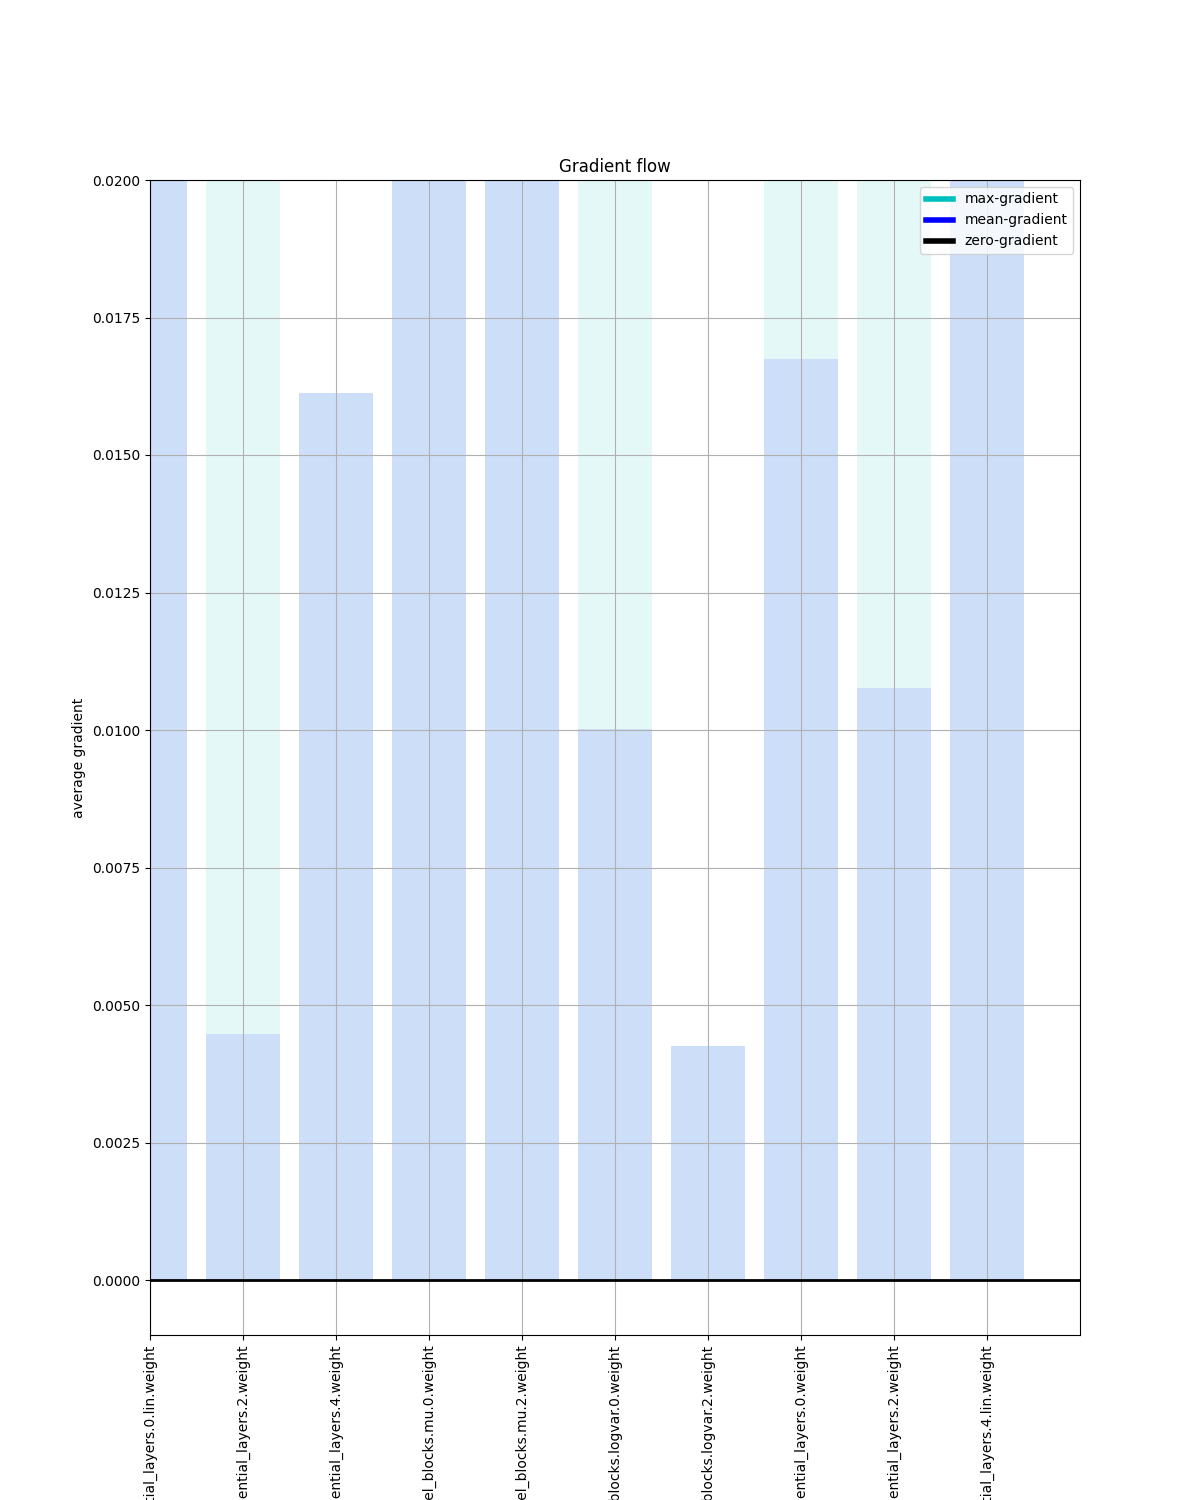 Gradient flow
max-gradient
mean-gradient
zero-gradient
0.0200
0.0175
0.0150
0.0125
0.0100
0.0075
0.0050
0.0025
0.0000
average gradient
tial_layers.0.lin.weight
ential_layers.2.weight
ential_layers.4.weight
el_blocks.mu.0.weight
el_blocks.mu.2.weight
blocks.logvar.0.weight
blocks.logvar.2.weight
ential_layers.0.weight
ential_layers.2.weight
tial_layers.4.lin.weight